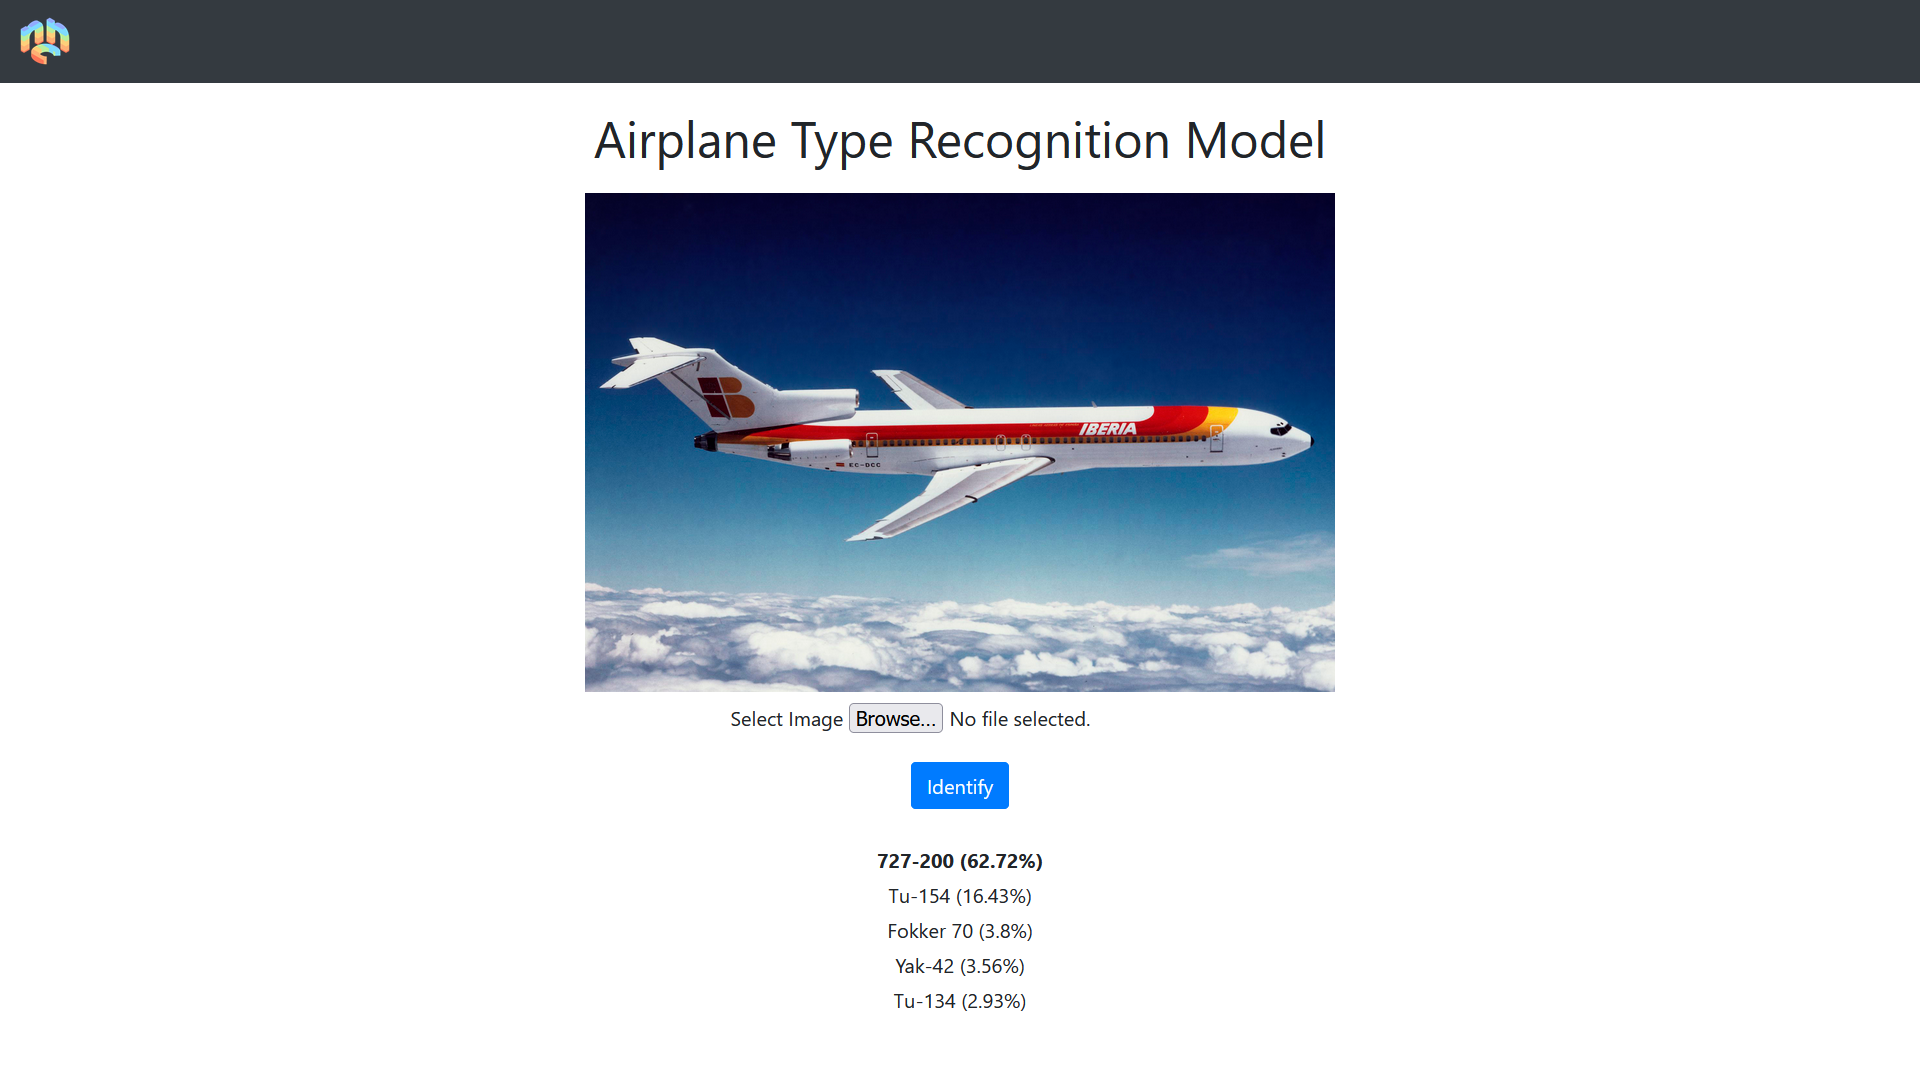 Airplane Type Recognition Model
IBERIA
EC-DCC
Select Image Browse... No file selected.
Identify
727-200 (62.72%)
Tu-154 (16.43%)
Fokker 70 (3.8%)
Yak-42 (3.56%)
Tu-134 (2.93%)